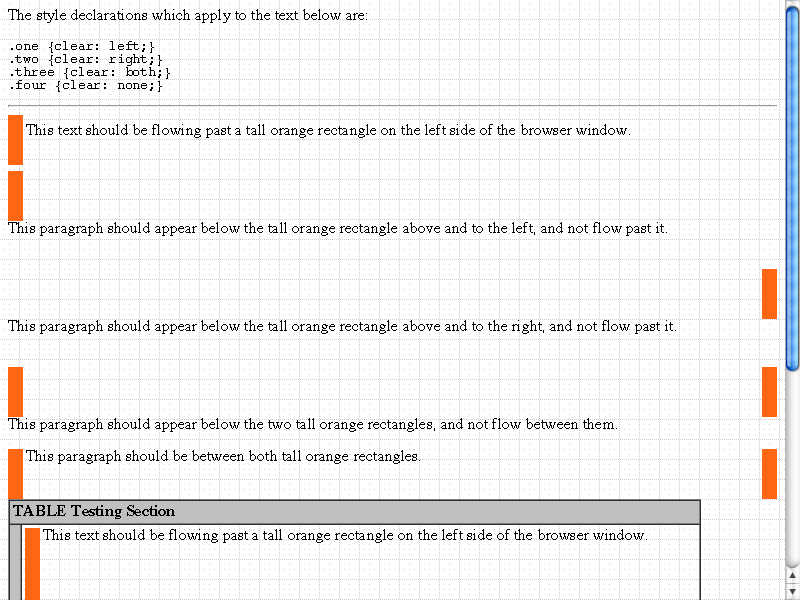 The style declarations which apply to the text below are:
.one {clear: left;}
.two {clear: right;}
.three {clear: both;}
.four {clear: none;}
This text should be flowing past a tall orange rectangle on the left side of the browser window.
This paragraph should appear below the tall orange rectangle above and to the left, and not flow past it.
This paragraph should appear below the tall orange rectangle above and to the right, and not flow past it.
This paragraph should appear below the two tall orange rectangles, and not flow between them.
This paragraph should be between both tall orange rectangles.
TABLE Testing Section
This text should be flowing past a tall orange rectangle on the left side of the browser window.